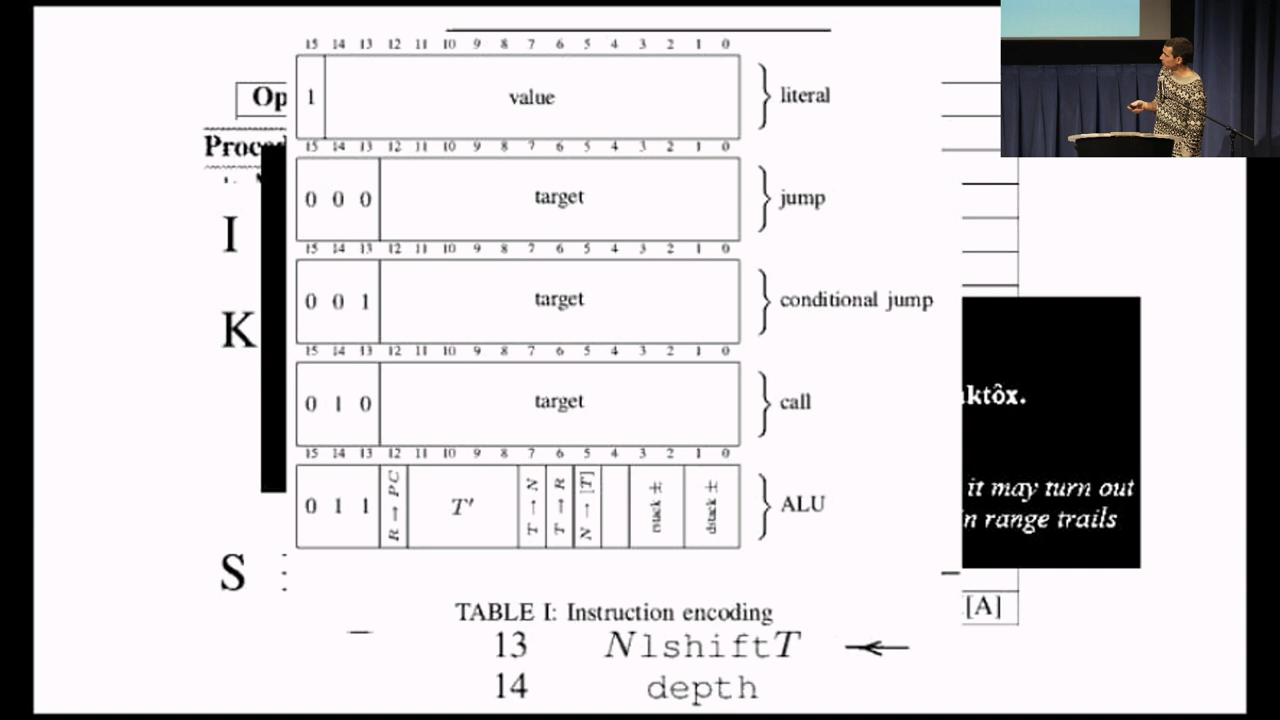 15 14 13 12 11 10 9 8 7 6 5 4 3 2 1 0
1 value literal
Op
15 14 13 12 11 10 9 8 7 6 5 4 3 2 1 0
0 0 0 target jump
I
15 14 13 12 11 10 9 8 7 6 5 4 3 2 1 0
0 0 1 target conditional jump
K
15 14 13 12 11 10 9 8 7 6 5 4 3 2 1 0
0 1 0 target call
ktôx.
15 14 13 12 11 10 9 8 7 6 5 4 3 2 1 0
0 1 1 R → PC T′ T → N T → R N → [T] rstack ± dstack ± ALU
it may turn out
n range trails
S
[A]
TABLE I: Instruction encoding
13 NlshiftT ←
14 depth